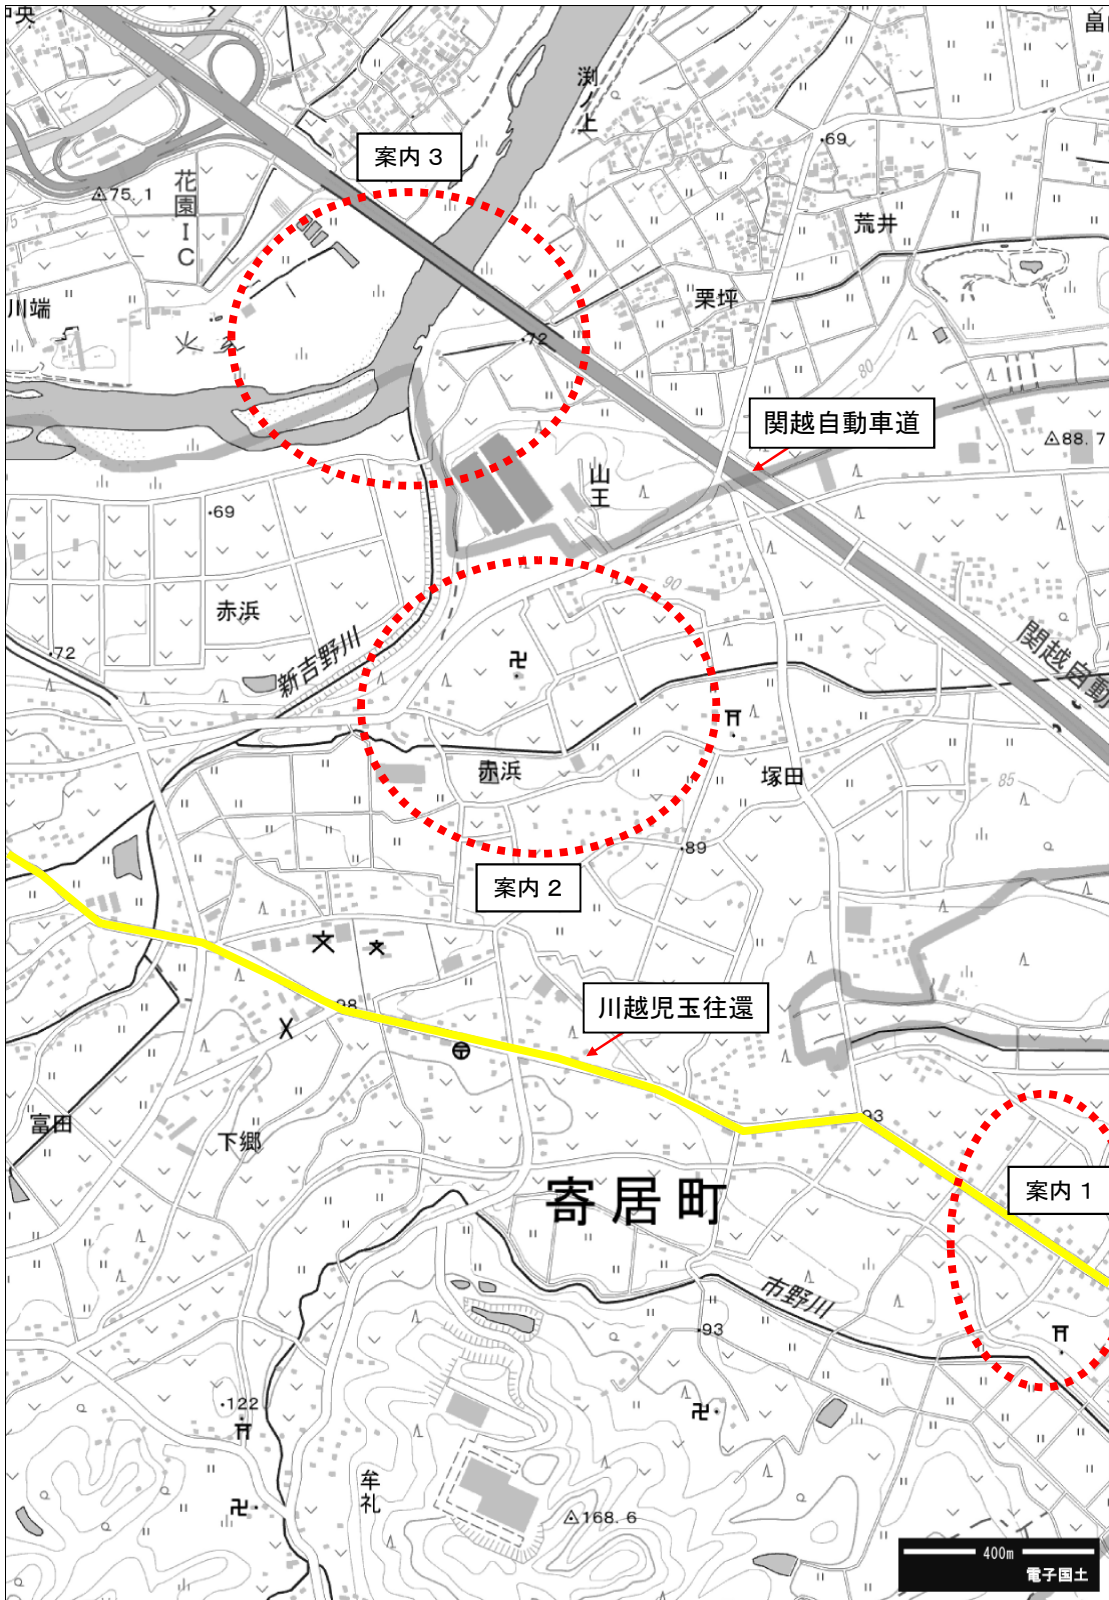 中央
畠
渕ノ上
案内3
69
75.1
花園IC
荒井
栗坪
川端
72
関越自動車道
88.7
80
山王
69
90
赤浜
新吉野川
72
関越自動
赤浜
塚田
85
89
案内2
川越児玉往還
98
93
富田
下郷
案内1
寄居町
市野川
93
122
牟礼
168.6
400m
電子国土